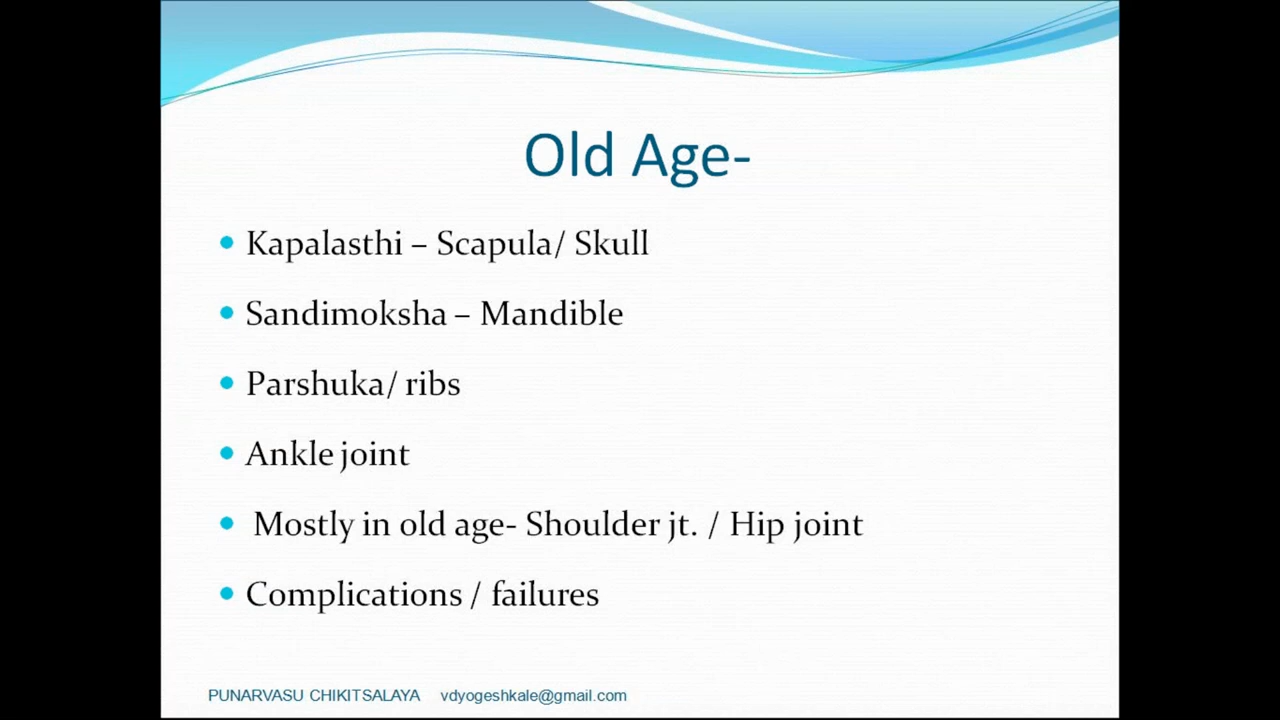 Old Age-
Kapalasthi – Scapula/ Skull
Sandimoksha – Mandible
Parshuka/ ribs
Ankle joint
Mostly in old age- Shoulder jt. / Hip joint
Complications / failures
PUNARVASU CHIKITSALAYA vdyogeshkale@gmail.com